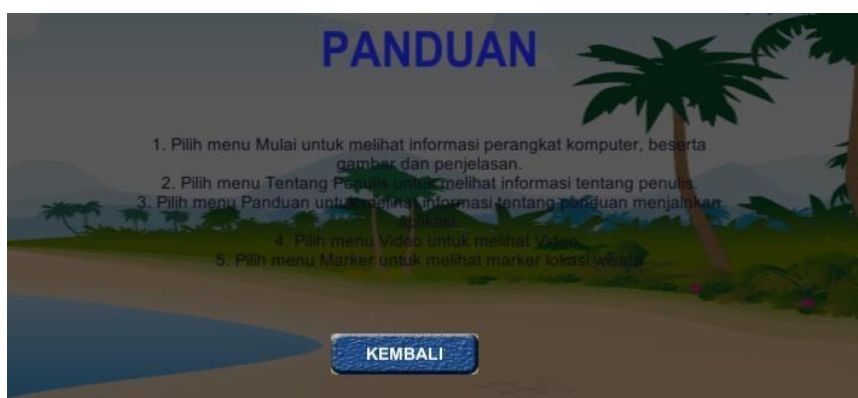 PANDUAN
1. Pilih menu Mulai untuk melihat informasi perangkat komputer, beserta
gambar dan penjelasan.
2. Pilih menu Tentang Penulis untuk melihat informasi tentang penulis.
3. Pilih menu Panduan untuk melihat informasi tentang panduan menjalnkan
aplikasi.
4. Pilih menu Video untuk melihat Video.
5. Pilih menu Marker untuk melihat marker lokasi wisata
KEMBALI